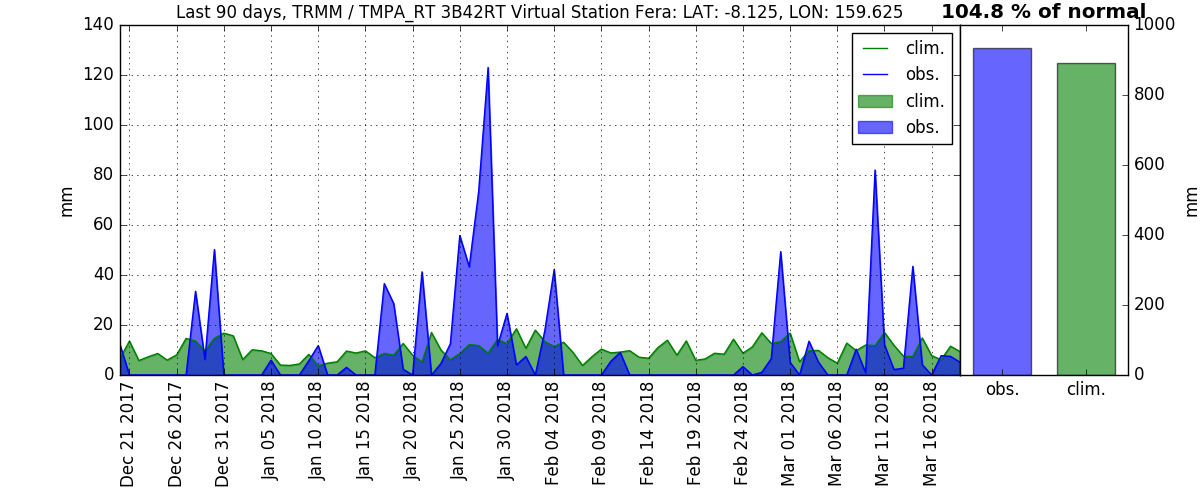 Last 90 days, TRMM / TMPA_RT 3B42RT Virtual Station Fera: LAT: -8.125, LON: 159.625
104.8 % of normal
140
120
100
80
60
40
20
0
mm
clim.
obs.
clim.
obs.
1000
800
600
400
200
0
mm
Dec 21 2017
Dec 26 2017
Dec 31 2017
Jan 05 2018
Jan 10 2018
Jan 15 2018
Jan 20 2018
Jan 25 2018
Jan 30 2018
Feb 04 2018
Feb 09 2018
Feb 14 2018
Feb 19 2018
Feb 24 2018
Mar 01 2018
Mar 06 2018
Mar 11 2018
Mar 16 2018
obs.
clim.